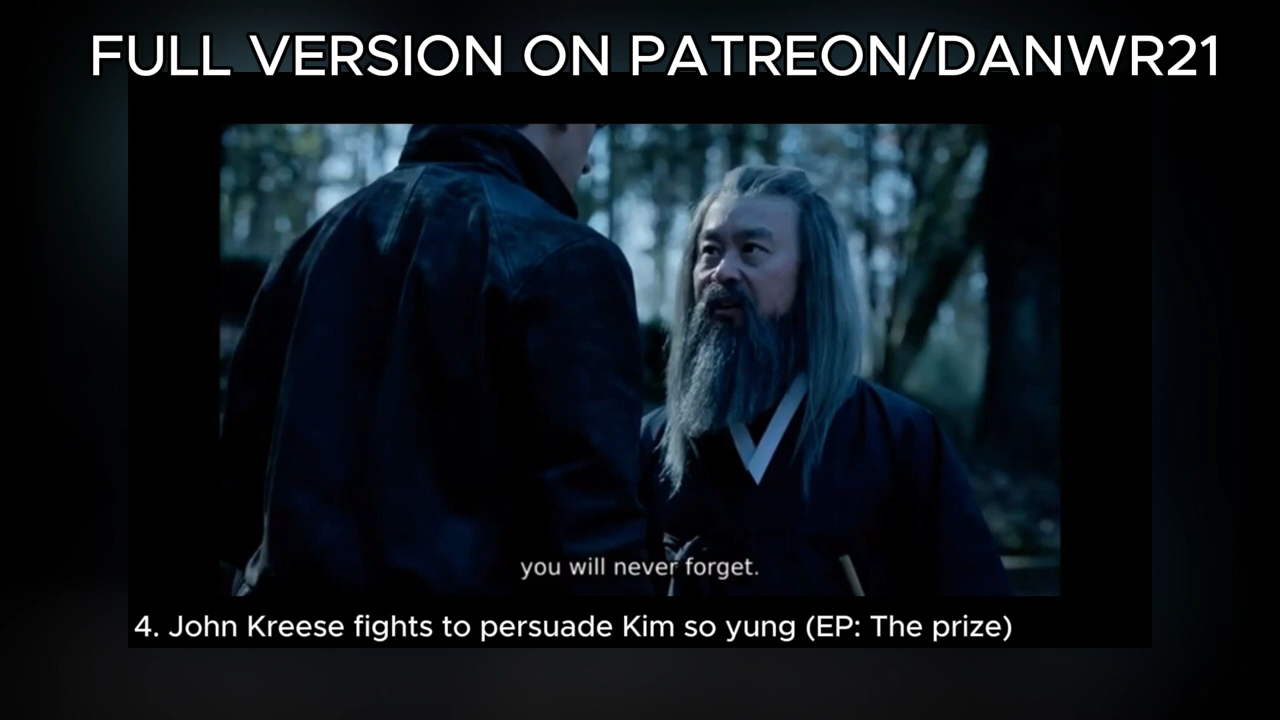 FULL VERSION ON PATREON/DANWR21
you will never forget.
4. John Kreese fights to persuade Kim so yung (EP: The prize)